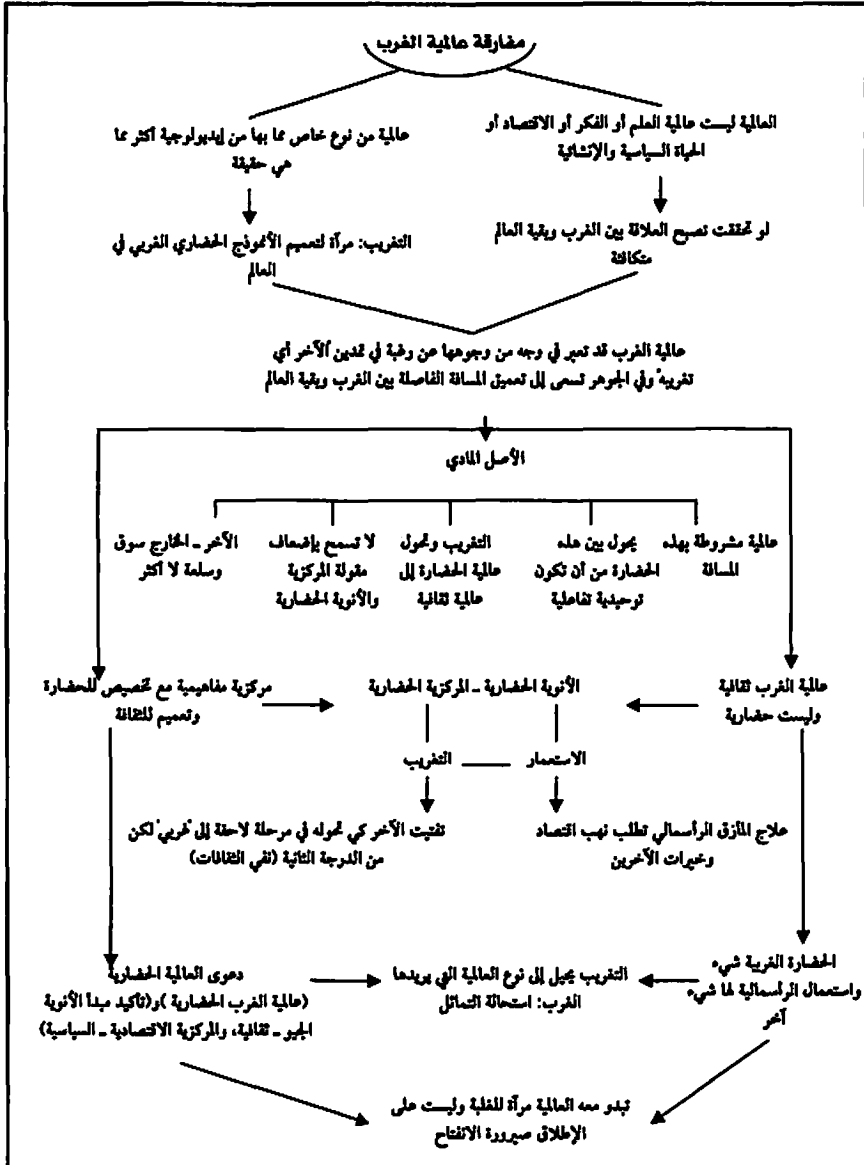 مفارقة عالمية الغرب
العالمية ليست عالمية العلم أو الفكر أو الاقتصاد أو
الحياة السياسية والإنشائية
عالمية من نوع خاص مما بها من إيديولوجية أكثر مما
هي حقيقة
لو تحققت تصبح العلاقة بين الغرب وبقية العالم
متكافئة
التغريب: مرآة لتعميم الأنموذج الحضاري الغربي في
العالم
عالمية الغرب قد تعبر في وجه من وجوهها عن رغبة في تمدين الآخر أي
تغريبه وفي الجوهر تسعى إلى تعميق المسافة الفاصلة بين الغرب وبقية العالم
الأصل المادي
عالمية مشروطة بهذه
المسافة
يحول بين هذه
الحضارة من أن تكون
توحيدية تفاعلية
التغريب وتحول
عالمية الحضارة إلى
عالمية ثقافية
لا تسمح بإضعاف
مقولة المركزية
والأنوية الحضارية
الآخر – الخارج سوق
وسلعة لا أكثر
عالمية الغرب ثقافية
وليست حضارية
الأنوية الحضارية – المركزية الحضارية
مركزية مفاهيمية مع تخصيص للحضارة
وتعميم للثقافة
الاستعمار
التغريب
علاج المأزق الرأسمالي تطلب نهب اقتصاد
وخيرات الآخرين
تفتيت الآخر كي تحوله في مرحلة لاحقة إلى "غربي" لكن
من الدرجة الثانية (نفي الثقافات)
الحضارة الغربية شيء
واستعمال الرأسمالية لها شيء
آخر
التغريب يحيل إلى نوع العالمية التي يريدها
الغرب: استحالة التماثل
دعوى العالمية الحضارية
(عالمية الغرب الحضارية )و(تأكيد مبدأ الأنوية
الجيو – ثقافية، والمركزية الاقتصادية – السياسية)
تبدو معه العالمية مرآة للغلبة وليست على
الإطلاق صيرورة الانفتاح